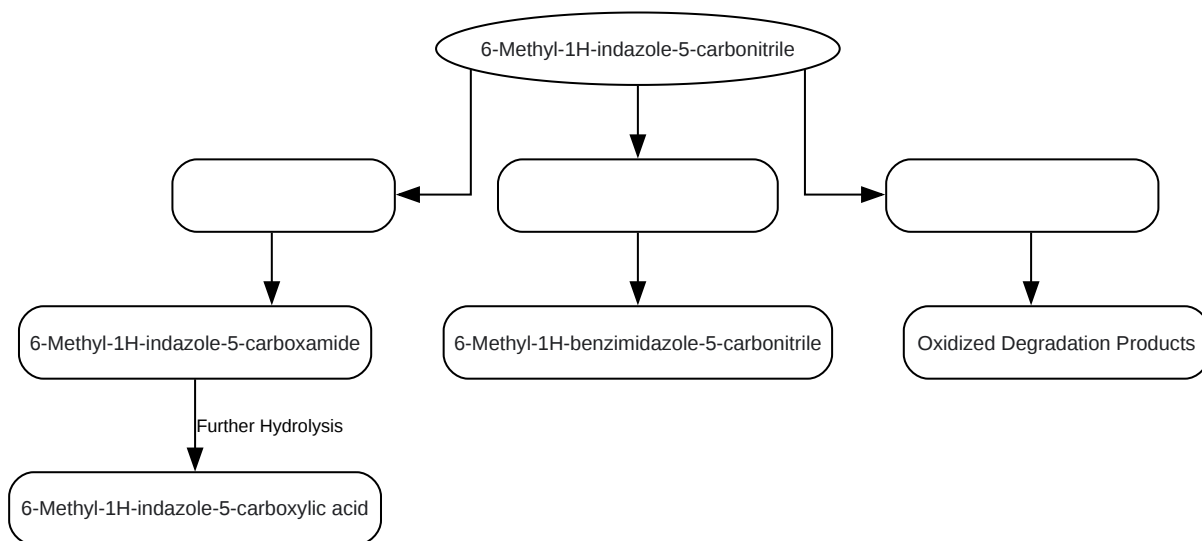 6-Methyl-1H-indazole-5-carbonitrile
6-Methyl-1H-indazole-5-carboxamide
6-Methyl-1H-benzimidazole-5-carbonitrile
Oxidized Degradation Products
Further Hydrolysis
6-Methyl-1H-indazole-5-carboxylic acid